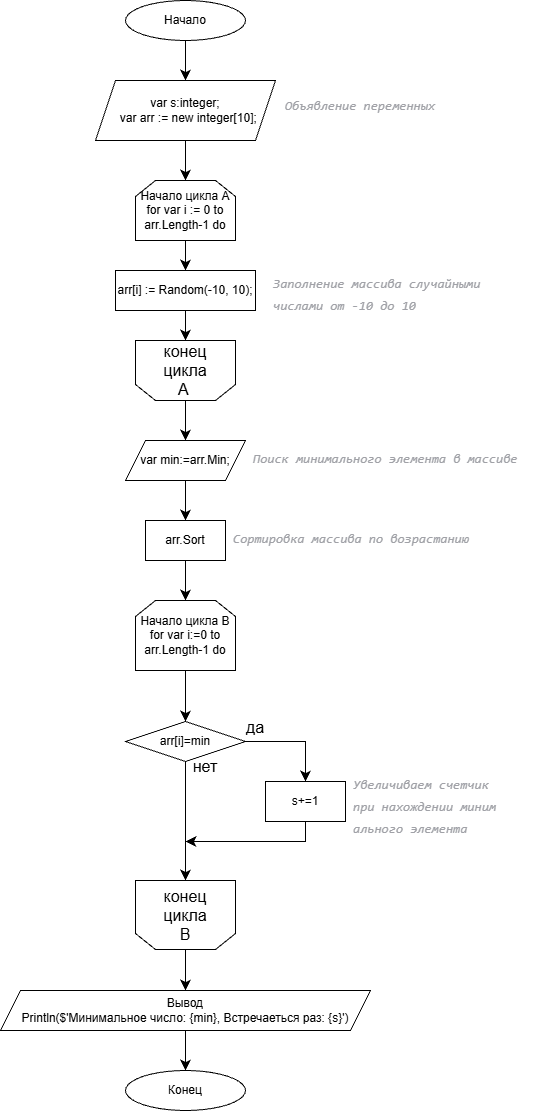 Начало
var s:integer;
var arr := new integer[10];
Объявление переменных
Начало цикла A
for var i := 0 to
arr.Length-1 do
arr[i] := Random(-10, 10);
Заполнение массива случайными
числами от -10 до 10
конец
цикла
А
var min:=arr.Min;
Поиск минимального элемента в массиве
arr.Sort
Сортировка массива по возрастанию
Начало цикла B
for var i:=0 to
arr.Length-1 do
arr[i]=min
да
нет
s+=1
Увеличиваем счетчик
при нахождении миним
ального элемента
конец
цикла
B
Вывод
Println($'Минимальное число: {min}, Встречаеться раз: {s}')
Конец